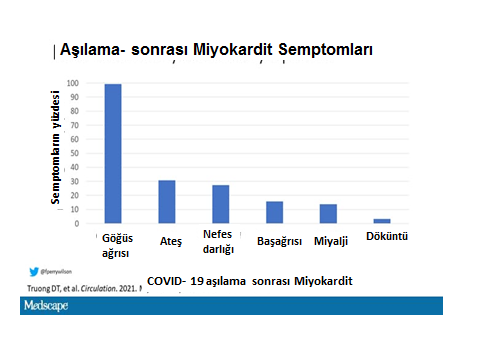 Aşılama- sonrası Miyokardit Semptomları
Semptomların yüzdesi
100
90
80
70
60
50
40
30
20
10
0
Göğüs ağrısı
Ateş
Nefes darlığı
Başağrısı
Miyalji
Döküntü
@fperrywilson
COVID- 19 aşılama sonrası Miyokardit
Truong DT, et al. Circulation. 2021.
Medscape